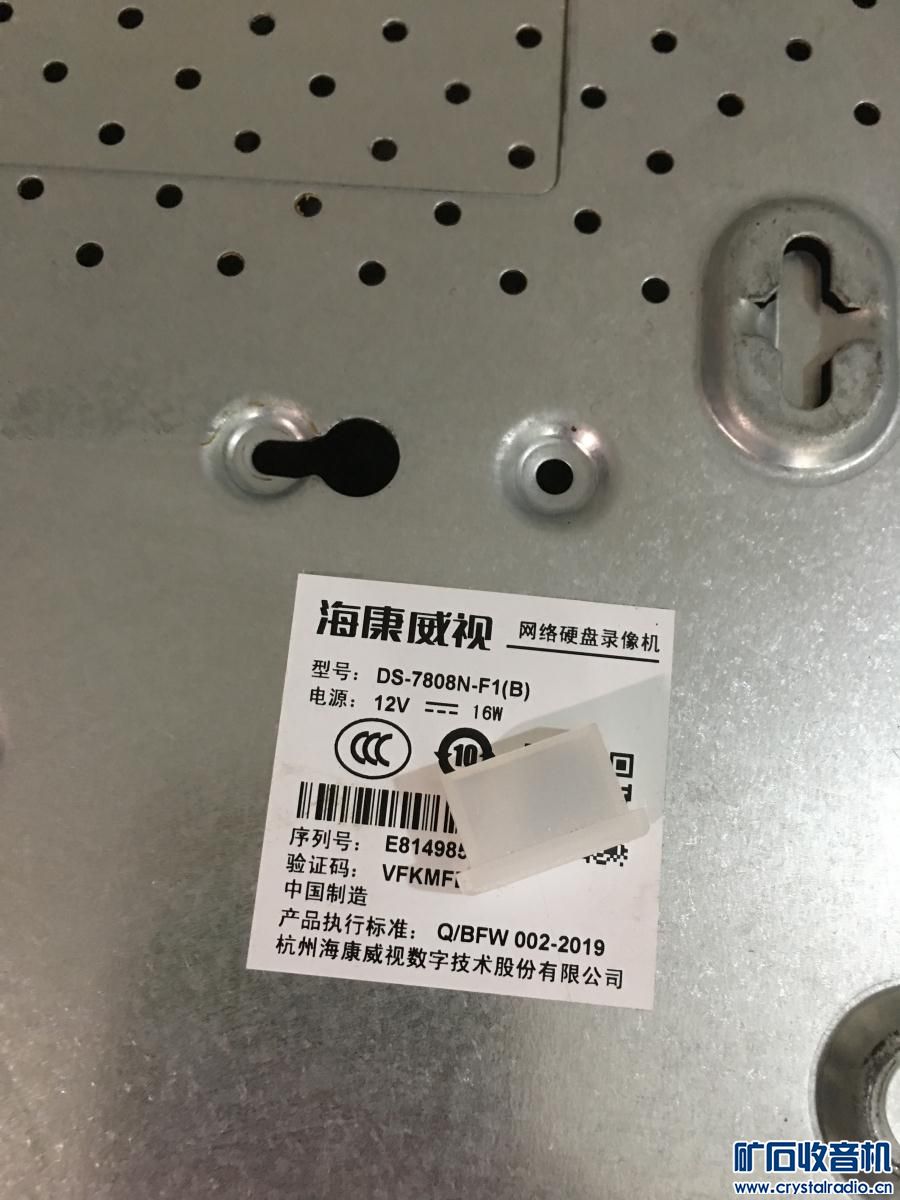 海康威视 网络硬盘录像机
型号： DS-7808N-F1(B)
电源： 12V 16W
CCC 10
序列号： E81498
验证码： VFKMF
中国制造
产品执行标准： Q/BFW 002-2019
杭州海康威视数字技术股份有限公司
矿石收音机
www.crystalradio.cn